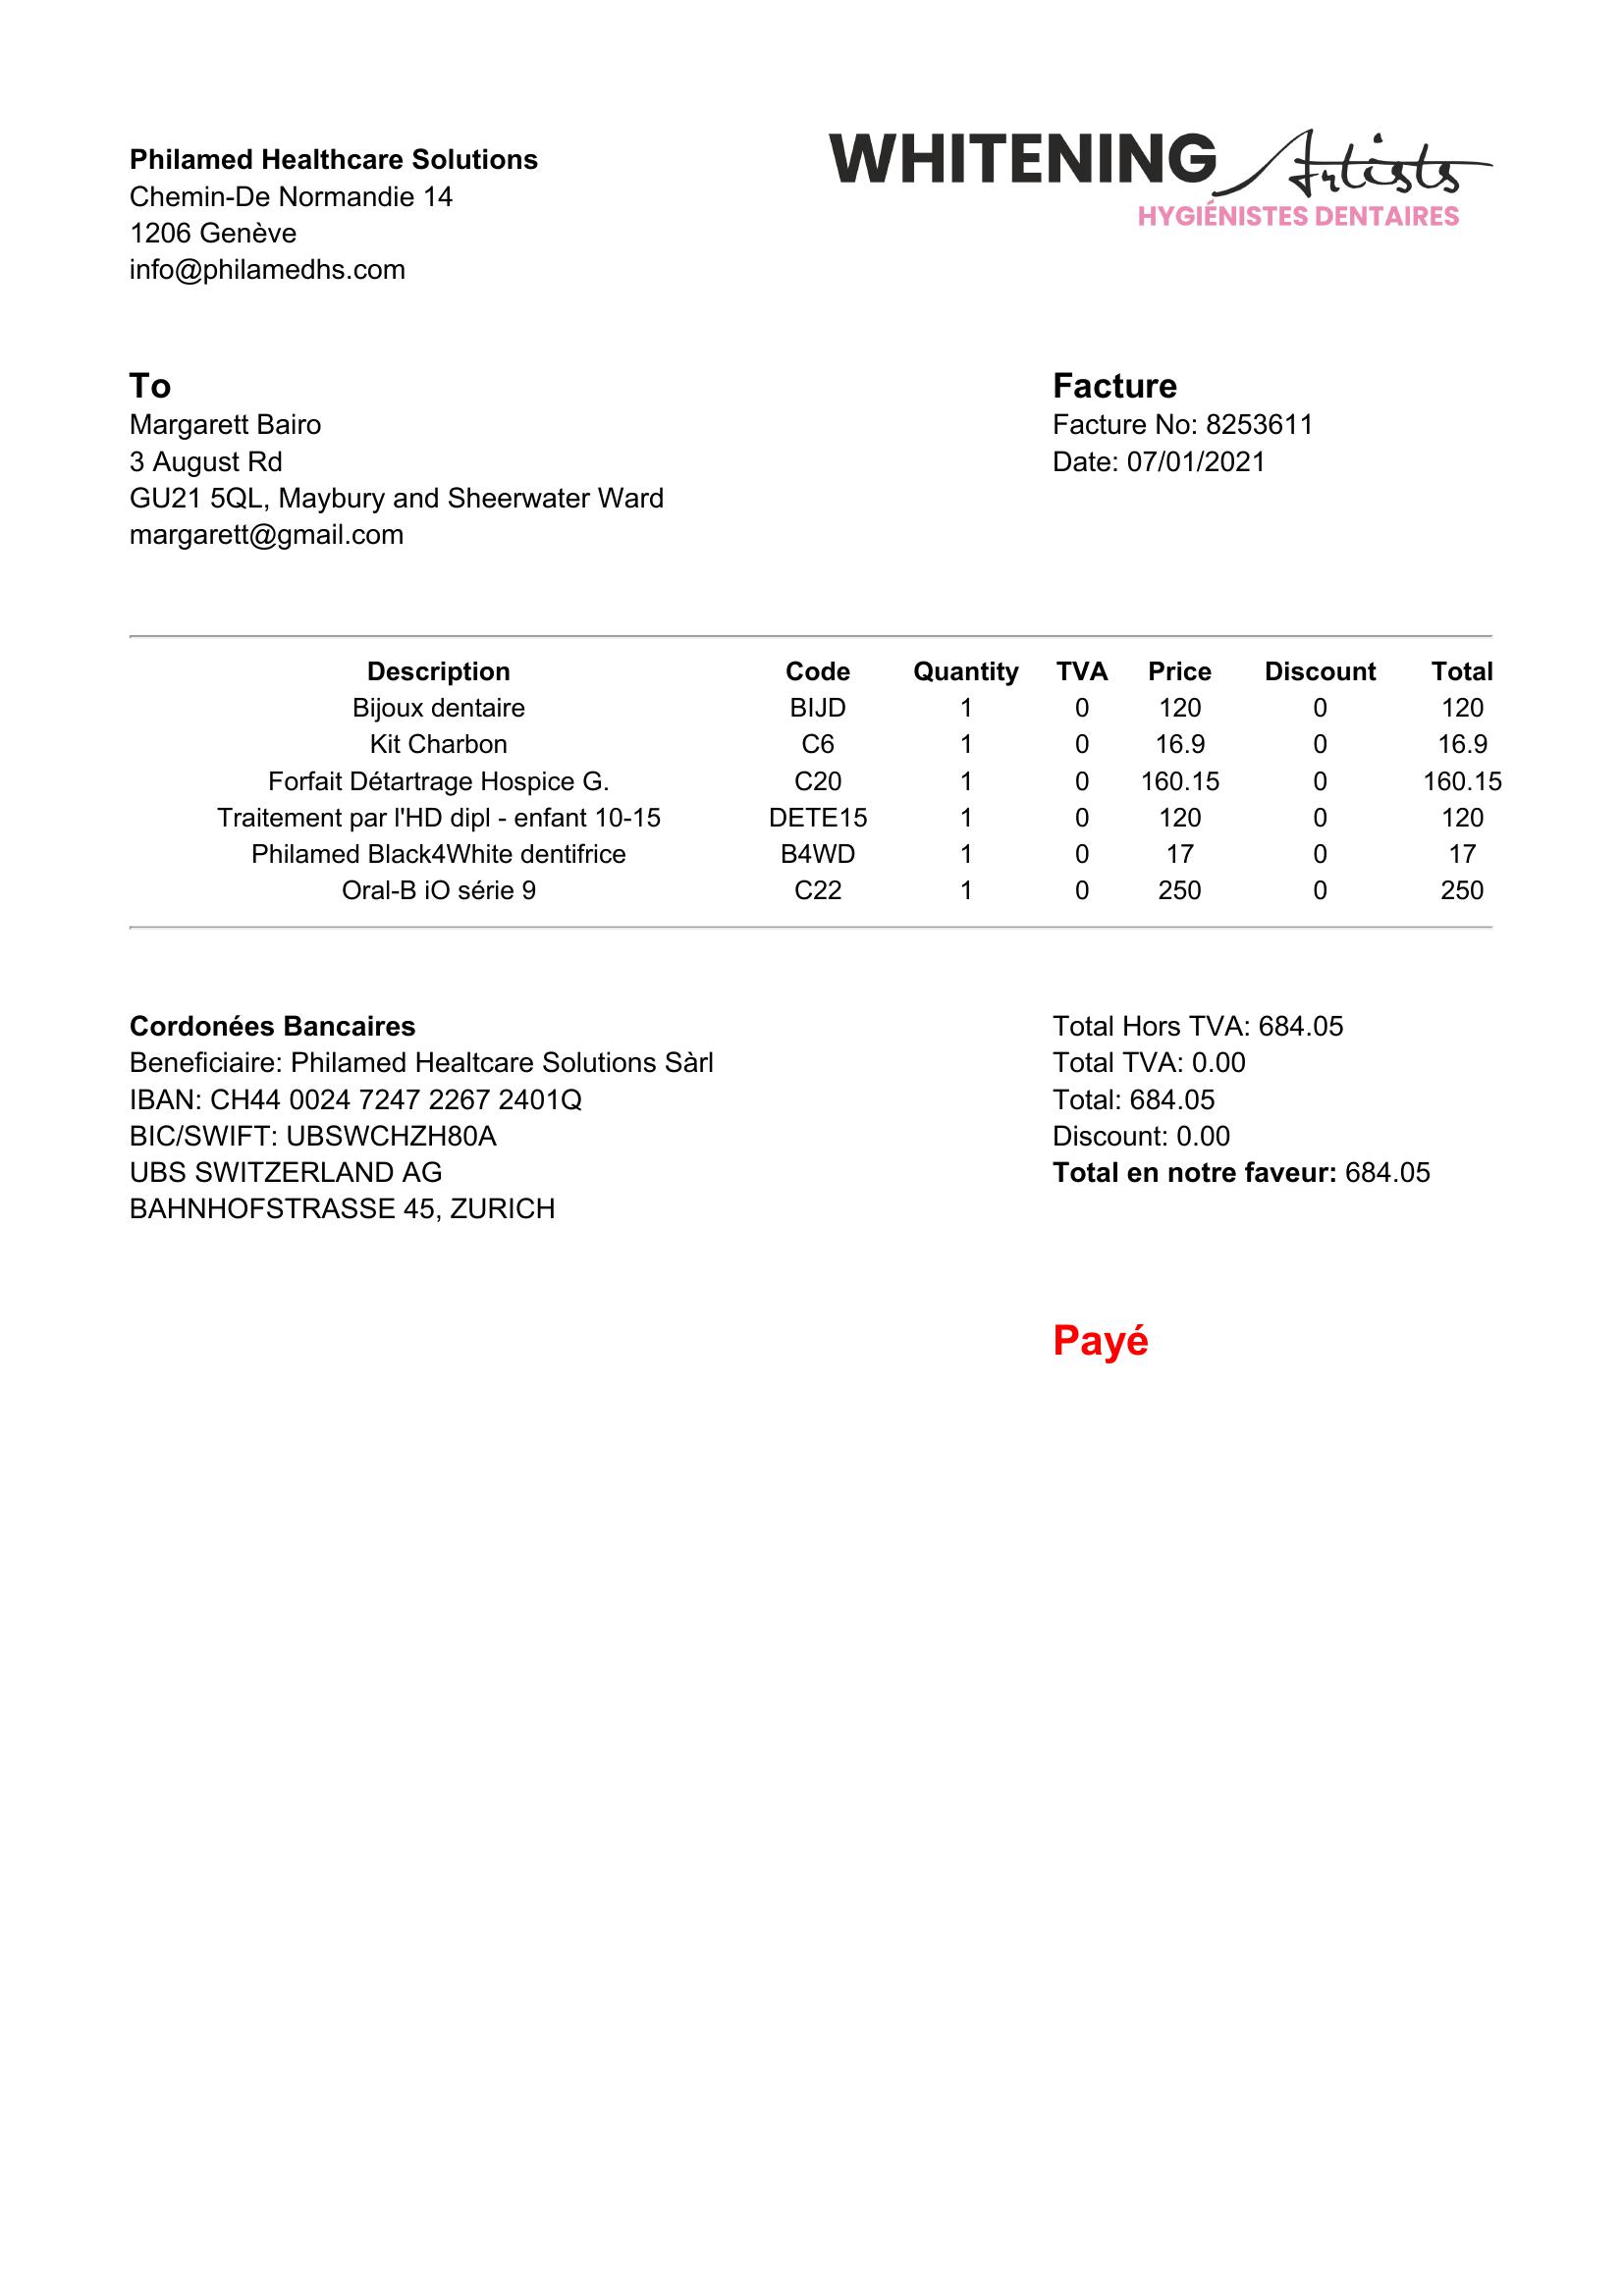 Philamed Healthcare Solutions
Chemin-De Normandie 14
1206 Genève
info@philamedhs.com
WHITENING Artists
HYGIÉNISTES DENTAIRES
To
Margarett Bairo
3 August Rd
GU21 5QL, Maybury and Sheerwater Ward
margarett@gmail.com
Facture
Facture No: 8253611
Date: 07/01/2021
Description Code Quantity TVA Price Discount Total
Bijoux dentaire BIJD 1 0 120 0 120
Kit Charbon C6 1 0 16.9 0 16.9
Forfait Détartrage Hospice G. C20 1 0 160.15 0 160.15
Traitement par l'HD dipl - enfant 10-15 DETE15 1 0 120 0 120
Philamed Black4White dentifrice B4WD 1 0 17 0 17
Oral-B iO série 9 C22 1 0 250 0 250
Cordonées Bancaires
Beneficiaire: Philamed Healtcare Solutions Sàrl
IBAN: CH44 0024 7247 2267 2401Q
BIC/SWIFT: UBSWCHZH80A
UBS SWITZERLAND AG
BAHNHOFSTRASSE 45, ZURICH
Total Hors TVA: 684.05
Total TVA: 0.00
Total: 684.05
Discount: 0.00
Total en notre faveur: 684.05
Payé